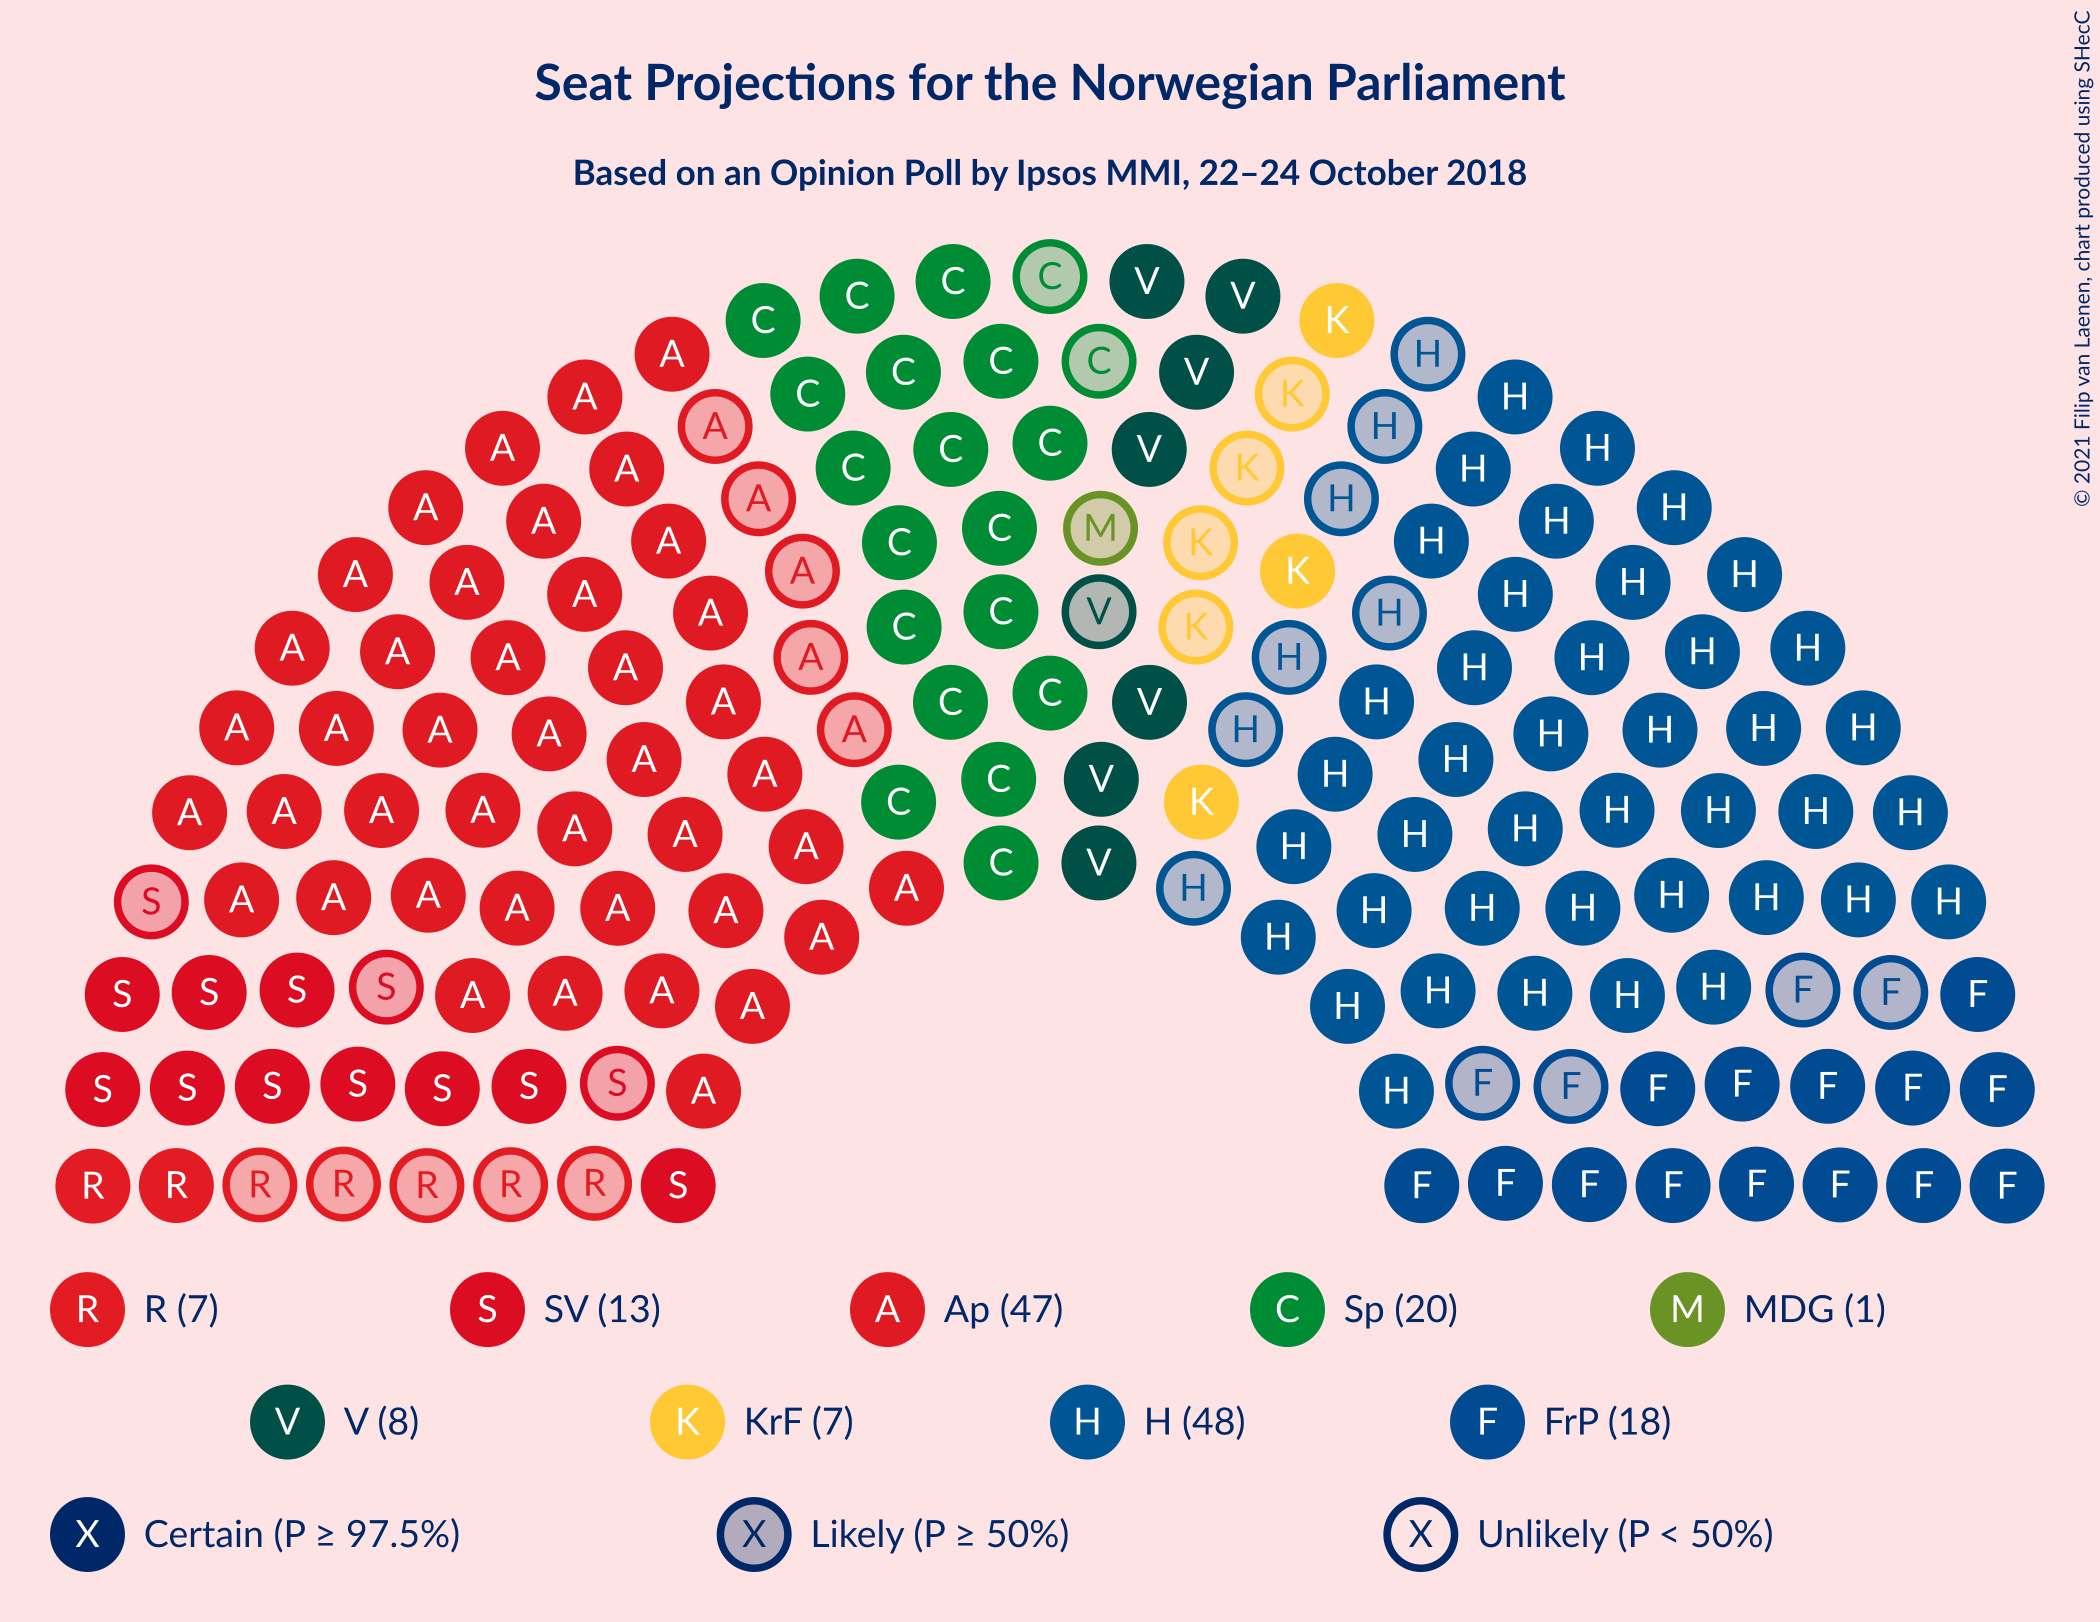 Seat Projections for the Norwegian Parliament
Based on an Opinion Poll by Ipsos MMI, 22–24 October 2018
© 2021 Filip van Laenen, chart produced using SHecC
C C C C V V K
A C C C C V K H
A A C C C V K H H
A A A C C M K K H H H
A A A A C C V K H H H H
A A A A A C C V H H H H H
A A A A A A C C V K H H H H H H
A A A A A A A A C V H H H H H H H H
S A A A A A A A H H H H H H H H
S S S S A A A A H H H H H F F F
S S S S S S S A H F F F F F F F
R R R R R R R S F F F F F F F F
R R (7) S SV (13) A Ap (47) C Sp (20) M MDG (1)
V V (8) K KrF (7) H H (48) F FrP (18)
X Certain (P ≥ 97.5%) X Likely (P ≥ 50%) X Unlikely (P < 50%)